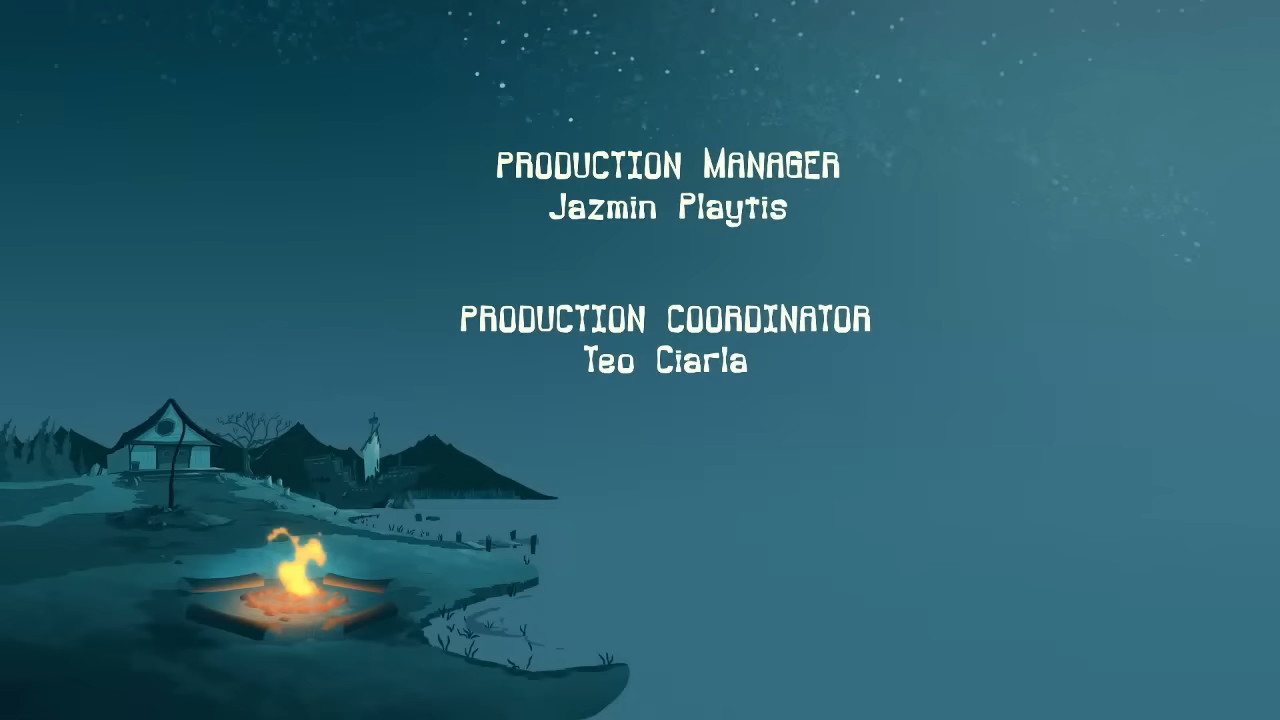 PRODUCTION MANAGER
Jazmin Playtis
PRODUCTION COORDINATOR
Teo Ciarla